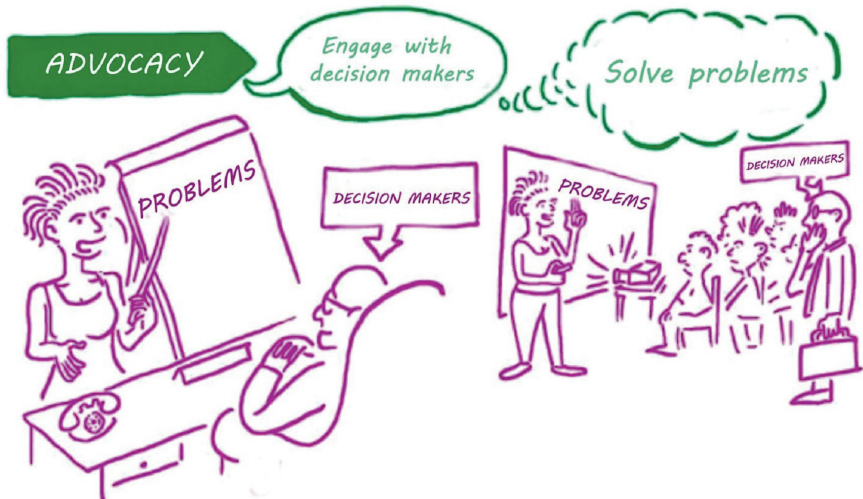 ADVOCACY
Engage with
decision makers
Solve problems
PROBLEMS
DECISION MAKERS
PROBLEMS
DECISION MAKERS